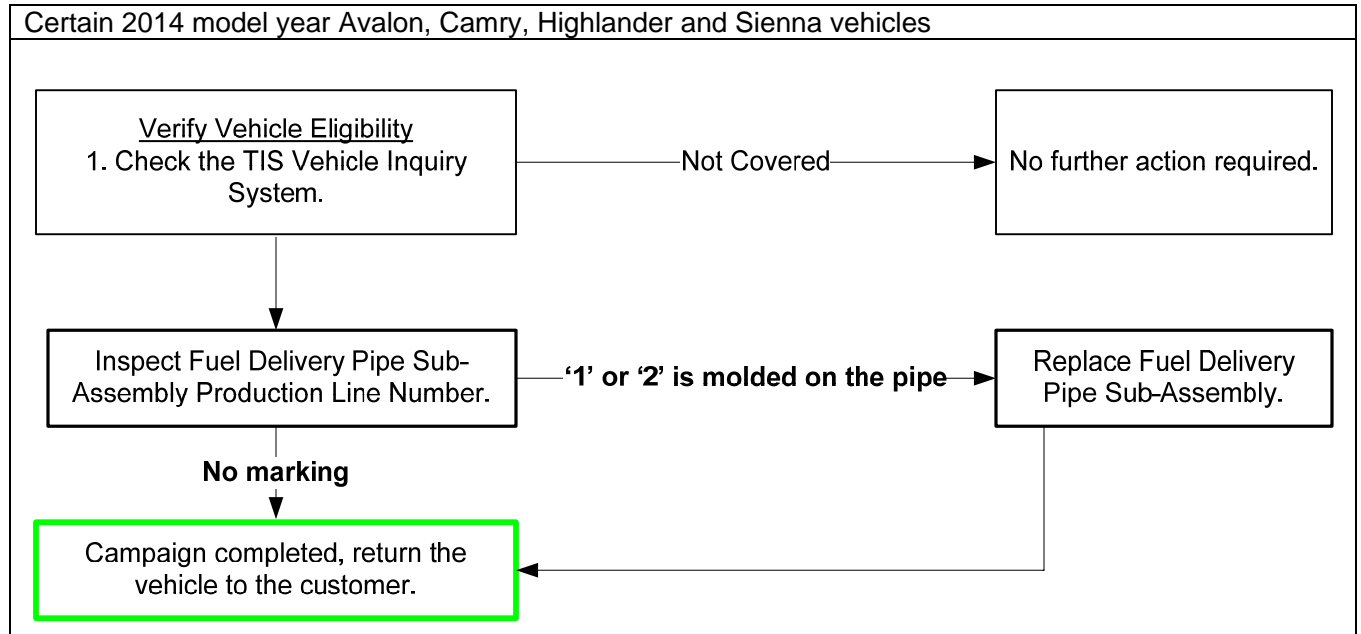 Certain 2014 model year Avalon, Camry, Highlander and Sienna vehicles
Verify Vehicle Eligibility
1. Check the TIS Vehicle Inquiry
System.
Not Covered
No further action required.
Inspect Fuel Delivery Pipe Sub-
Assembly Production Line Number.
‘1’ or ‘2’ is molded on the pipe
Replace Fuel Delivery
Pipe Sub-Assembly.
No marking
Campaign completed, return the
vehicle to the customer.